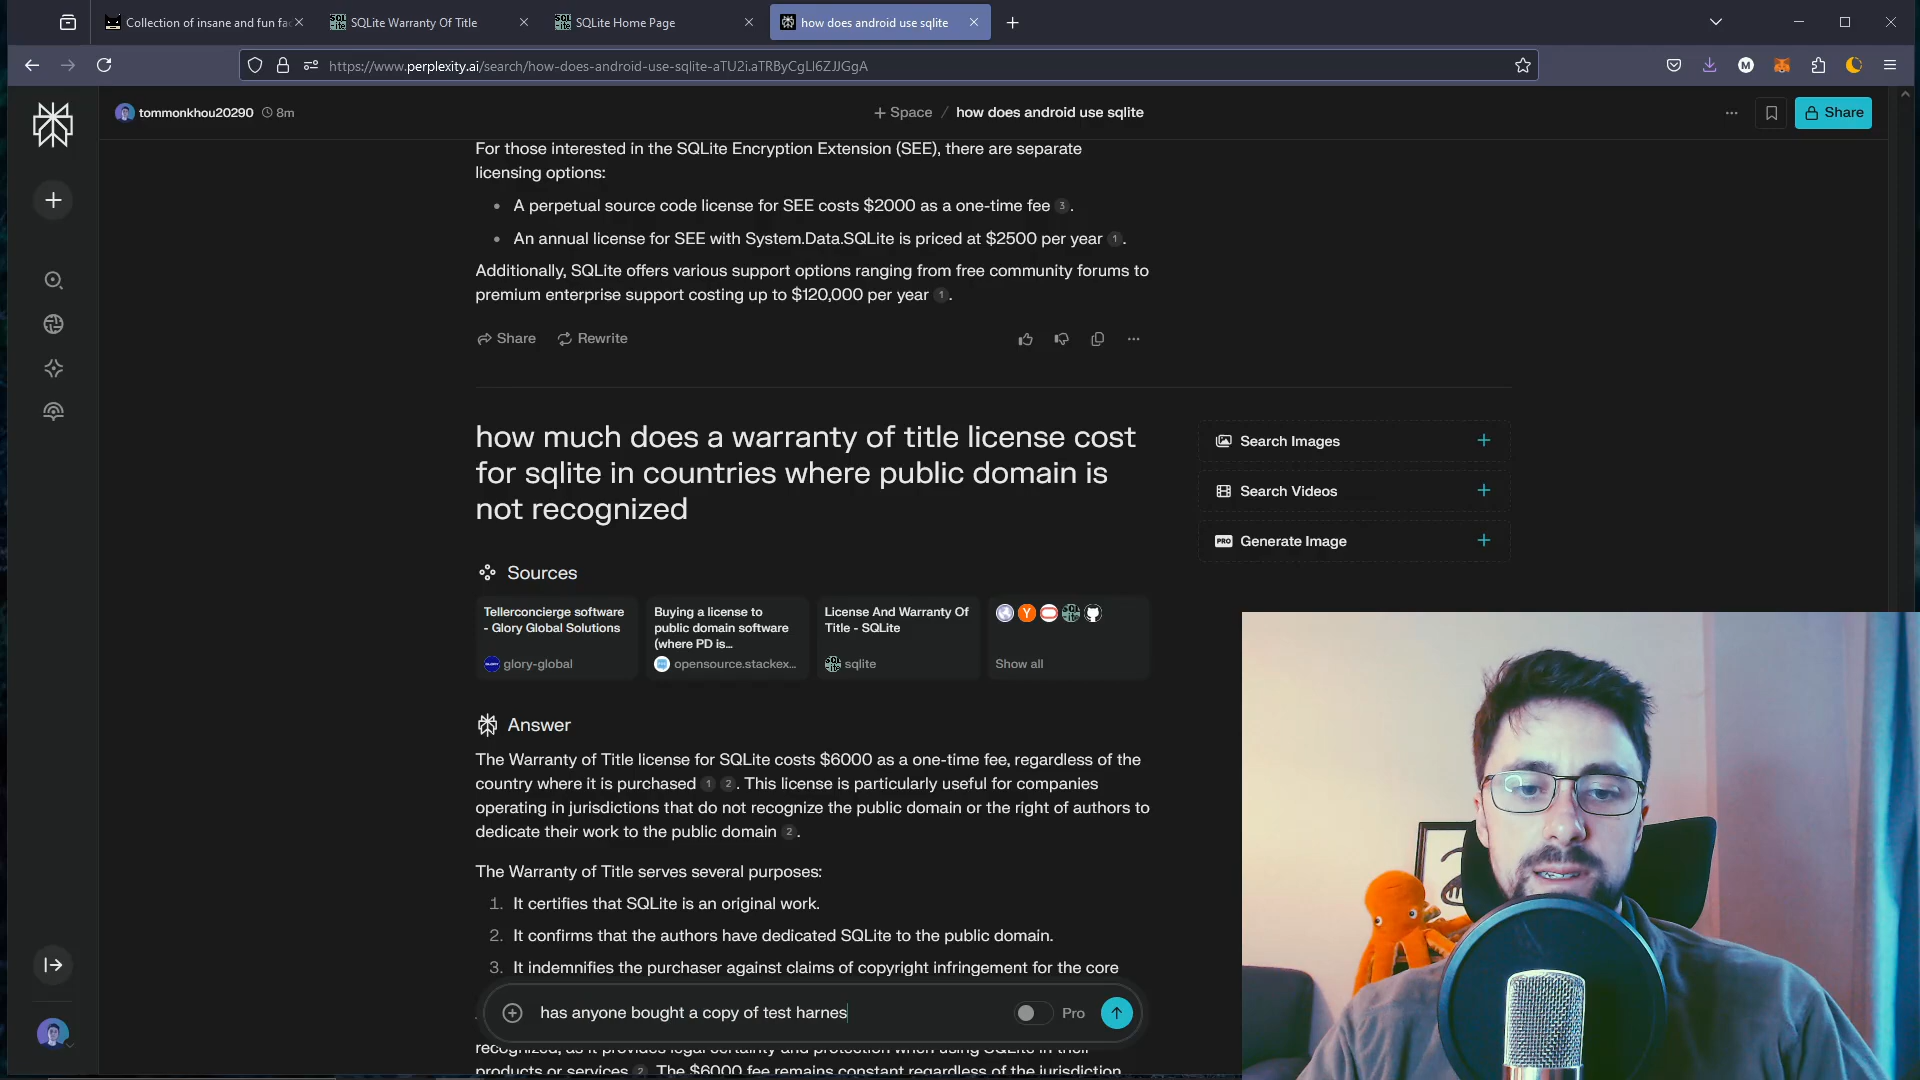 Collection of insane and fun fac
SQLite Warranty Of Title
SQLite Home Page
how does android use sqlite
https://www.perplexity.ai/search/how-does-android-use-sqlite-aTU2i.aTRByCgLl6ZJJGgA
tommonkhou20290
8m
Space / how does android use sqlite
Share
For those interested in the SQLite Encryption Extension (SEE), there are separate
licensing options:
• A perpetual source code license for SEE costs $2000 as a one-time fee 3.
• An annual license for SEE with System.Data.SQLite is priced at $2500 per year 1.
Additionally, SQLite offers various support options ranging from free community forums to
premium enterprise support costing up to $120,000 per year 1.
Share
Rewrite
how much does a warranty of title license cost
for sqlite in countries where public domain is
not recognized
Search Images
Search Videos
PRO Generate Image
Sources
Tellerconcierge software
- Glory Global Solutions
glory-global
Buying a license to
public domain software
(where PD is...
opensource.stackex...
License And Warranty Of
Title - SQLite
sqlite
Show all
Answer
The Warranty of Title license for SQLite costs $6000 as a one-time fee, regardless of the
country where it is purchased 1 2. This license is particularly useful for companies
operating in jurisdictions that do not recognize the public domain or the right of authors to
dedicate their work to the public domain 2.
The Warranty of Title serves several purposes:
1. It certifies that SQLite is an original work.
2. It confirms that the authors have dedicated SQLite to the public domain.
3. It indemnifies the purchaser against claims of copyright infringement for the core
has anyone bought a copy of test harnes
Pro
recognized, as it provides legal certainty and protection when using SQLite in their
products or services 2. The $6000 fee remains constant regardless of the jurisdiction